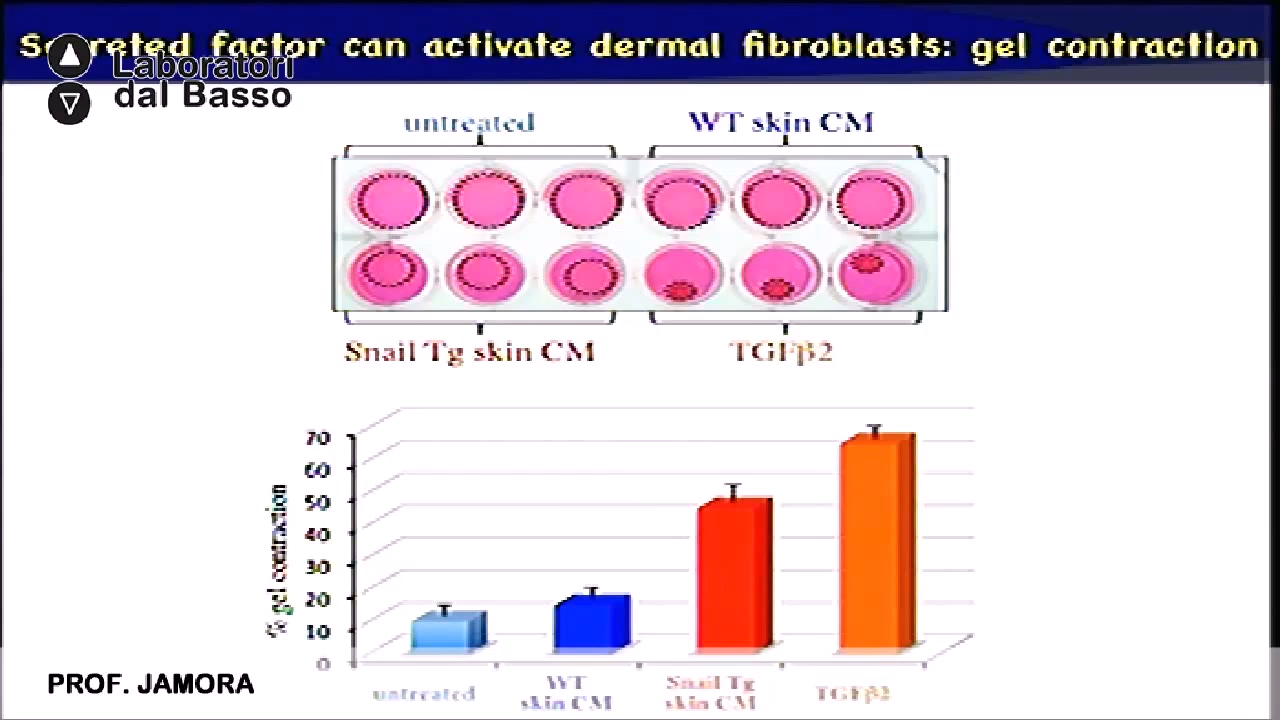 Secreted factor can activate dermal fibroblasts: gel contraction
Laboratori
dal Basso
untreated
WT skin CM
Snail Tg skin CM
TGFβ2
70
60
50
40
30
20
10
0
% gel contraction
untreated
WT
skin CM
Snail Tg
skin CM
TGFβ2
PROF. JAMORA